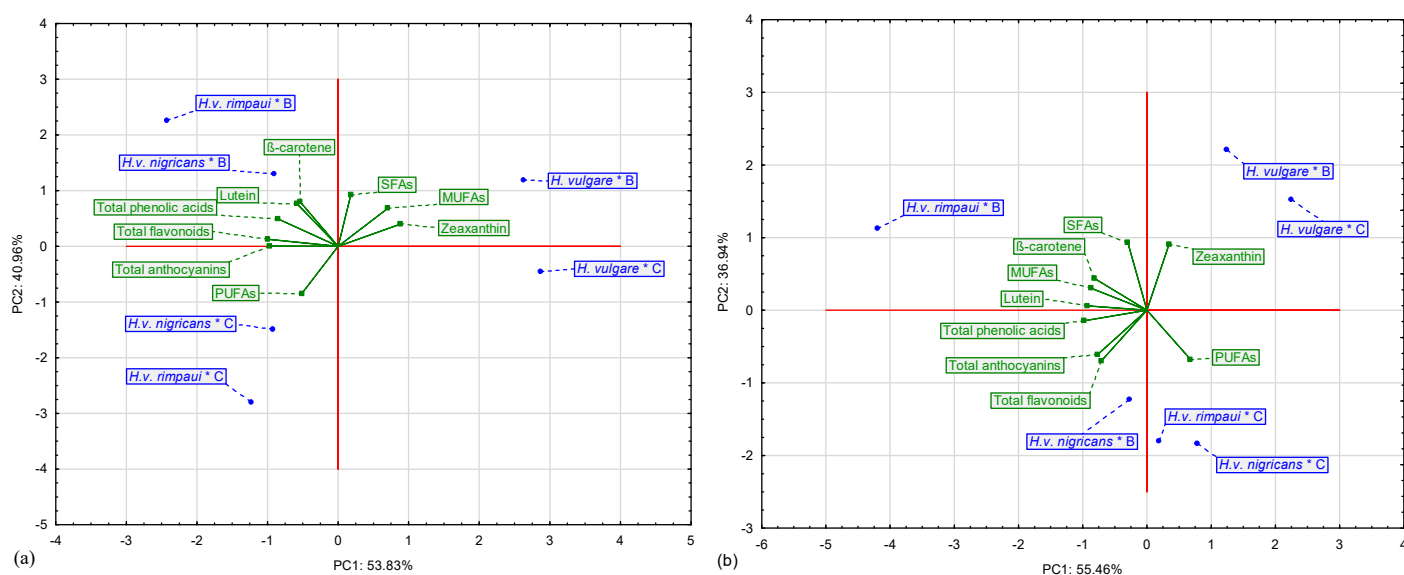 4
3
2
1
0
-1
-2
-3
-4
-5
PC2: 40.96%
H.v. rimpaui * B
ß-carotene
H.v. nigricans * B
SFAs
H. vulgare * B
Lutein
MUFAs
Total phenolic acids
Total flavonoids
Zeaxanthin
Total anthocyanins
H. vulgare * C
PUFAs
H.v. nigricans * C
H.v. rimpaui * C
-4 -3 -2 -1 0 1 2 3 4 5
PC1: 53.83%
(a)
4
3
2
1
0
-1
-2
-3
PC2: 36.94%
H. vulgare * B
H.v. rimpaui * B
SFAs
H. vulgare * C
ß-carotene
Zeaxanthin
MUFAs
Lutein
Total phenolic acids
PUFAs
Total anthocyanins
Total flavonoids
H.v. rimpaui * C
H.v. nigricans * B
H.v. nigricans * C
-6 -5 -4 -3 -2 -1 0 1 2 3 4
PC1: 55.46%
(b)